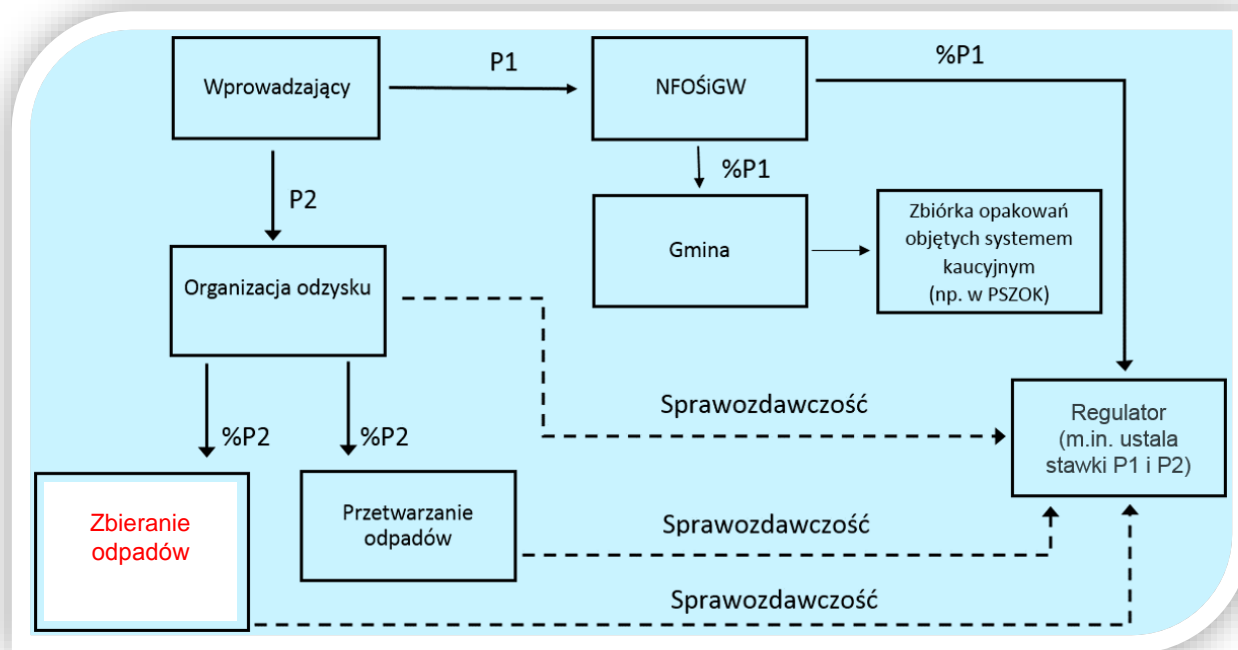 Wprowadzający
P1
NFOŚiGW
%P1
%P1
P2
Zbiórka opakowań
objętych systemem
kaucyjnym
(np. w PSZOK)
Gmina
Organizacja odzysku
Sprawozdawczość
Regulator
(m.in. ustala
stawki P1 i P2)
%P2
%P2
Zbieranie
odpadów
Przetwarzanie
odpadów
Sprawozdawczość
Sprawozdawczość